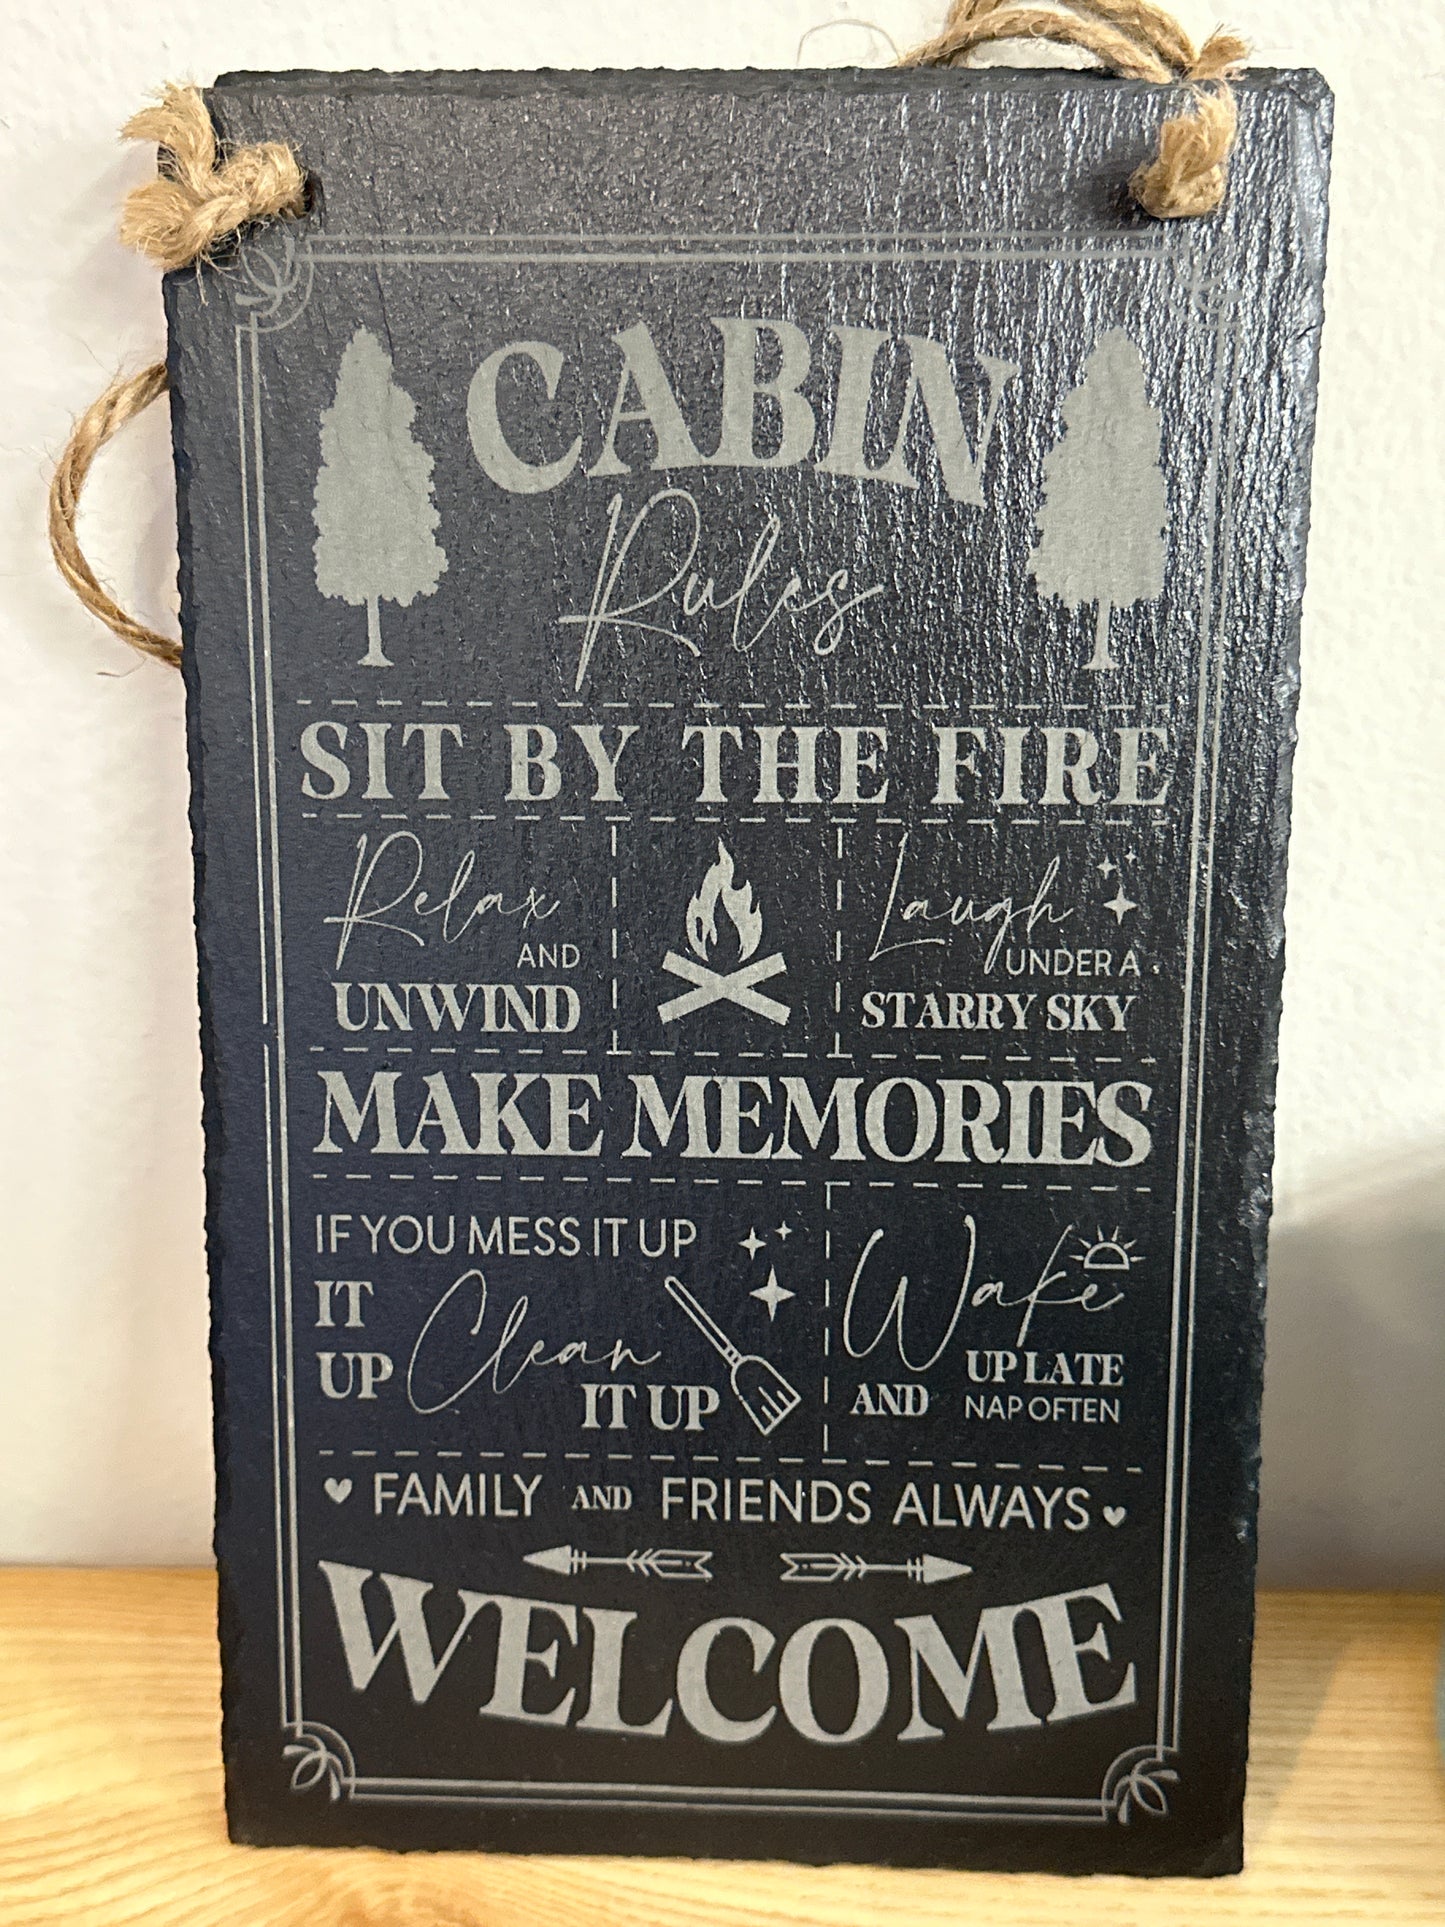 CABIN
Rules
SIT BY THE FIRE
Relax
AND
UNWIND
Laugh
UNDER A
STARRY SKY
MAKE MEMORIES
IF YOU MESS IT UP
IT
UP Clean
IT UP
Wake
UP LATE
AND NAP OFTEN
FAMILY AND FRIENDS ALWAYS
WELCOME